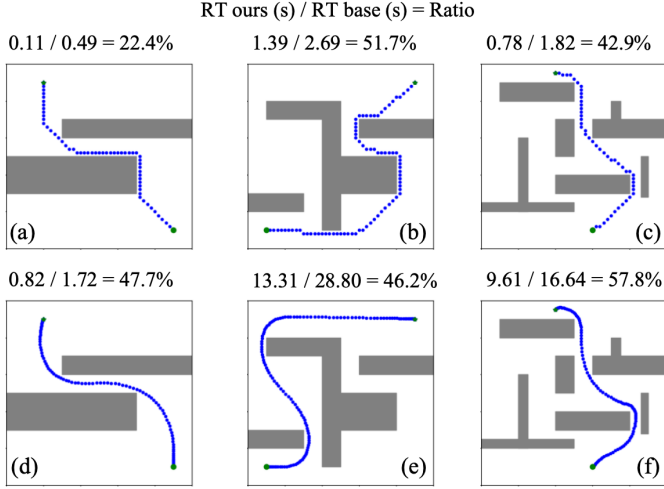 RT ours (s) / RT base (s) = Ratio
0.11 / 0.49 = 22.4%
1.39 / 2.69 = 51.7%
0.78 / 1.82 = 42.9%
(a)
(b)
(c)
0.82 / 1.72 = 47.7%
13.31 / 28.80 = 46.2%
9.61 / 16.64 = 57.8%
(d)
(e)
(f)